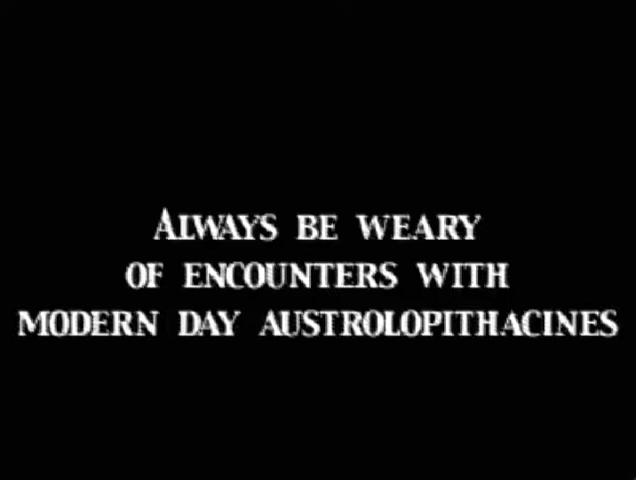 ALWAYS BE WEARY
OF ENCOUNTERS WITH
MODERN DAY AUSTROLOPITHACINES